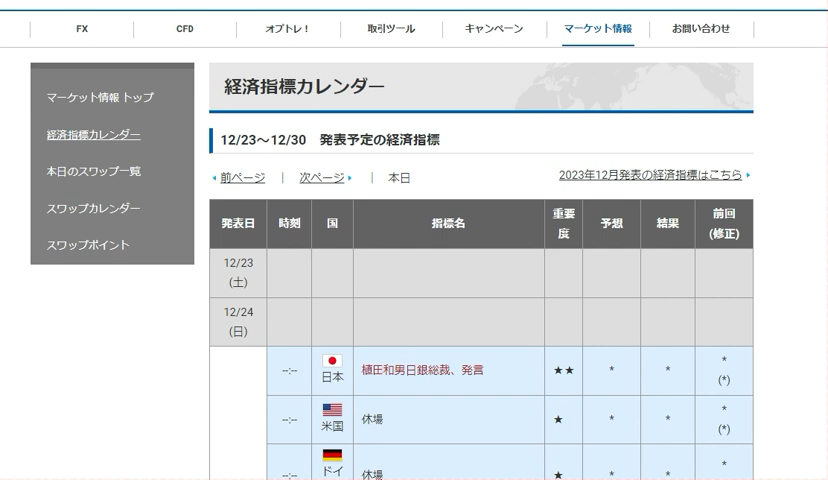 FX
CFD
オプトレ！
取引ツール
キャンペーン
マーケット情報
お問い合わせ
マーケット情報 トップ
経済指標カレンダー
本日のスワップ一覧
スワップカレンダー
スワップポイント
経済指標カレンダー
12/23～12/30　発表予定の経済指標
前ページ ｜ 次ページ ｜ 本日
2023年12月発表の経済指標はこちら
発表日 時刻 国 指標名 重要度 予想 結果 前回(修正)
12/23
(土)
12/24
(日)
--:-- 日本 植田和男日銀総裁、発言 ★★ * * * (*)
--:-- 米国 休場 ★ * * * (*)
--:-- ドイ 休場 ★ * * *